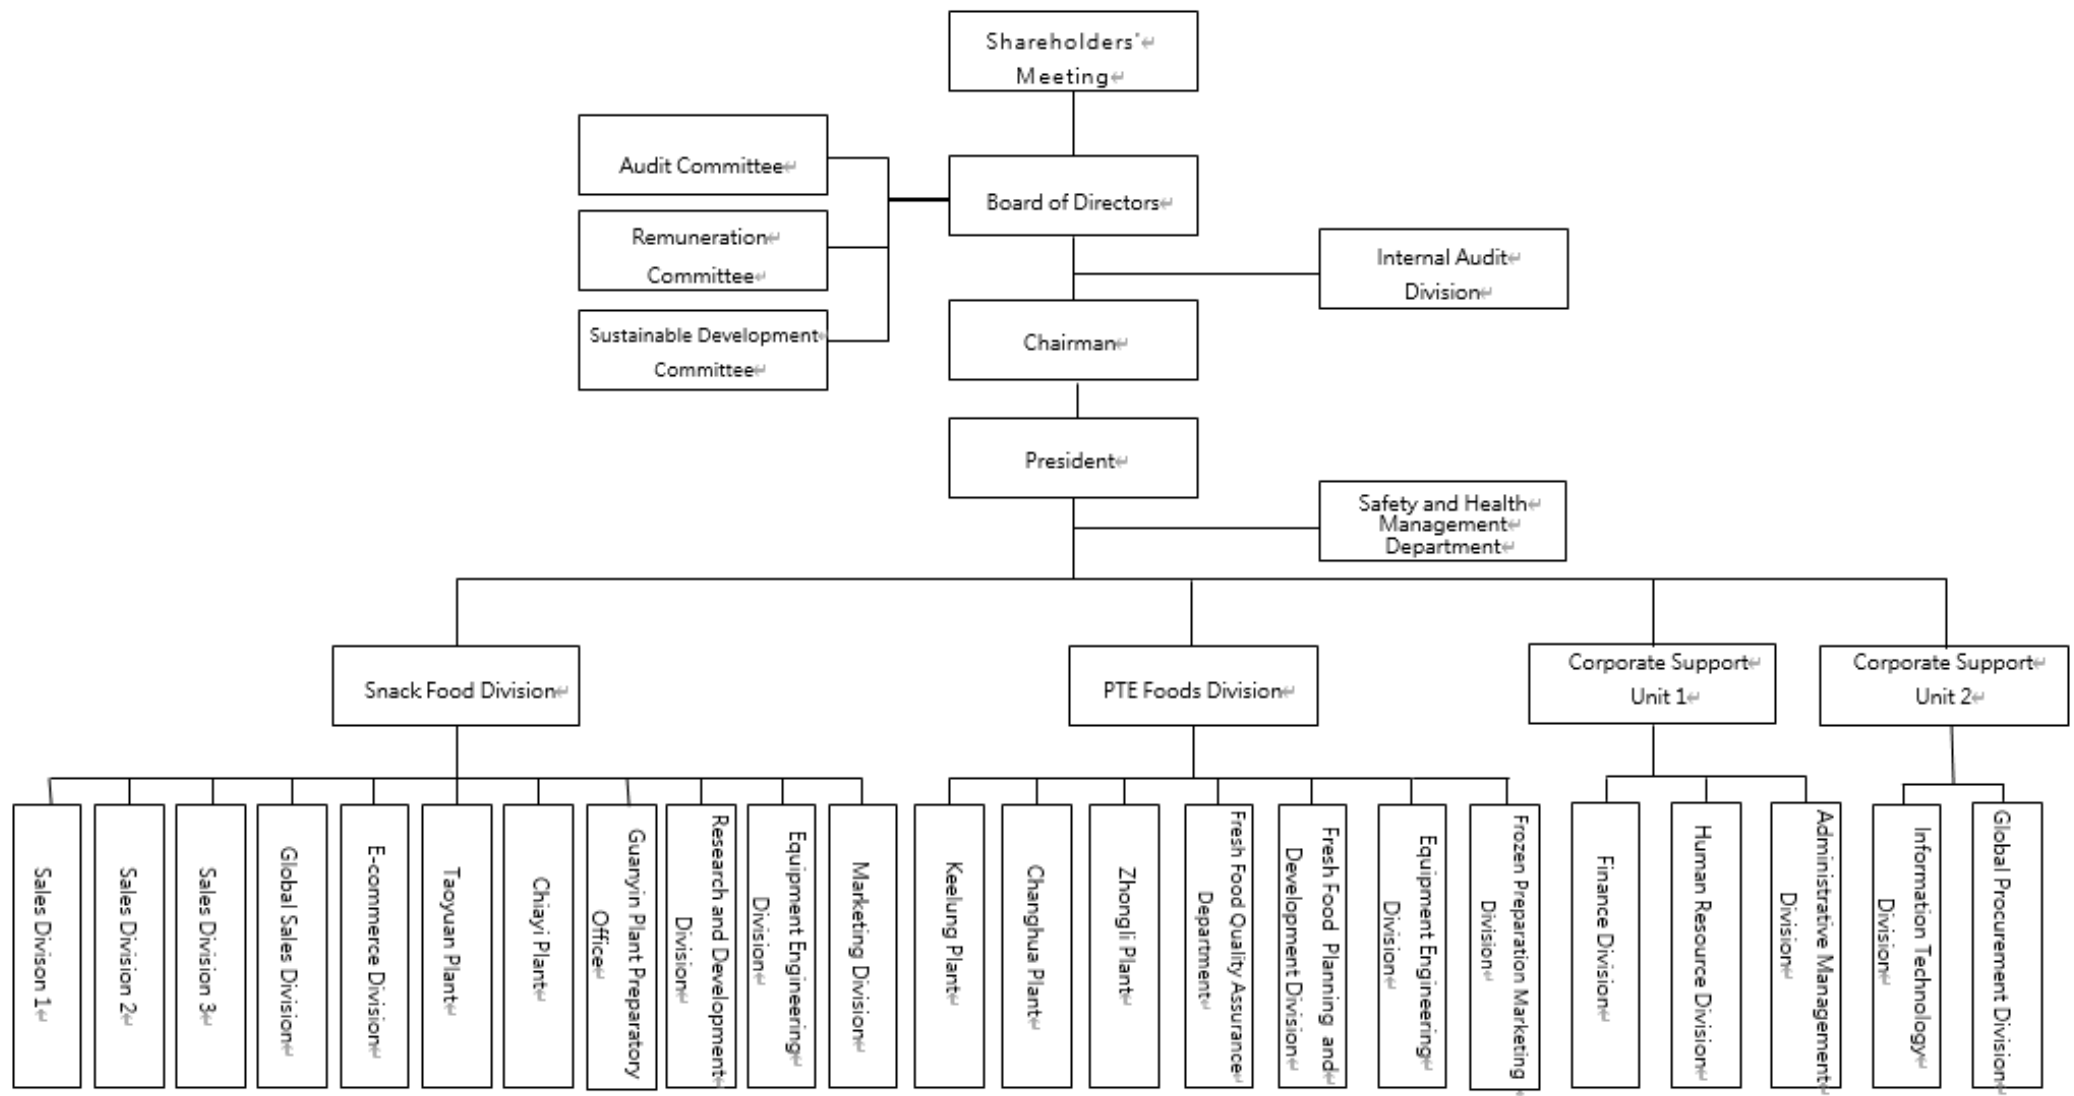 Shareholders'
Meeting
Audit Committee
Board of Directors
Remuneration
Committee
Internal Audit
Division
Sustainable Development
Committee
Chairman
President
Safety and Health
Management
Department
Snack Food Division
PTE Foods Division
Corporate Support
Unit 1
Corporate Support
Unit 2
Sales Divison 1
Sales Division 2
Sales Division 3
Global Sales Division
E-commerce Division
Taoyuan Plant
Chiayi Plant
Guanyin Plant Preparatory
Office
Research and Development
Division
Equipment Engineering
Division
Marketing Division
Keelung Plant
Changhua Plant
Zhongli Plant
Fresh Food Quality Assurance
Department
Fresh Food Planning and
Development Division
Equipment Engineering
Division
Frozen Preparation Marketing
Division
Finance Division
Human Resource Division
Administrative Management
Division
Information Technology
Division
Global Procurement Division